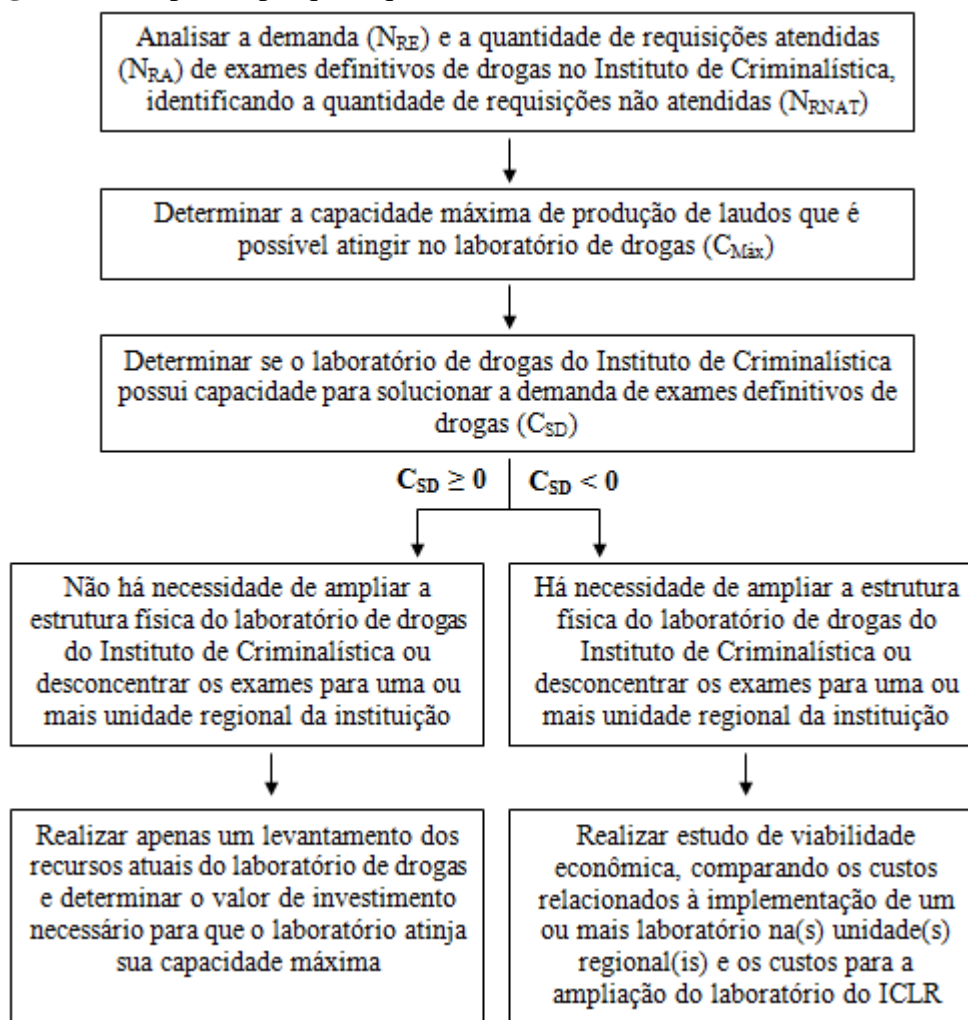 Analisar a demanda (NRE) e a quantidade de requisições atendidas
(NRA) de exames definitivos de drogas no Instituto de Criminalística,
identificando a quantidade de requisições não atendidas (NRNAT)
Determinar a capacidade máxima de produção de laudos que é
possível atingir no laboratório de drogas (CMáx)
Determinar se o laboratório de drogas do Instituto de Criminalística
possui capacidade para solucionar a demanda de exames definitivos de
drogas (CSD)
CSD ≥ 0
CSD < 0
Não há necessidade de ampliar a
estrutura física do laboratório de drogas
do Instituto de Criminalística ou
desconcentrar os exames para uma ou
mais unidade regional da instituição
Há necessidade de ampliar a estrutura
física do laboratório de drogas do
Instituto de Criminalística ou
desconcentrar os exames para uma ou
mais unidade regional da instituição
Realizar apenas um levantamento dos
recursos atuais do laboratório de drogas
e determinar o valor de investimento
necessário para que o laboratório atinja
sua capacidade máxima
Realizar estudo de viabilidade
econômica, comparando os custos
relacionados à implementação de um
ou mais laboratório na(s) unidade(s)
regional(is) e os custos para a
ampliação do laboratório do ICLR